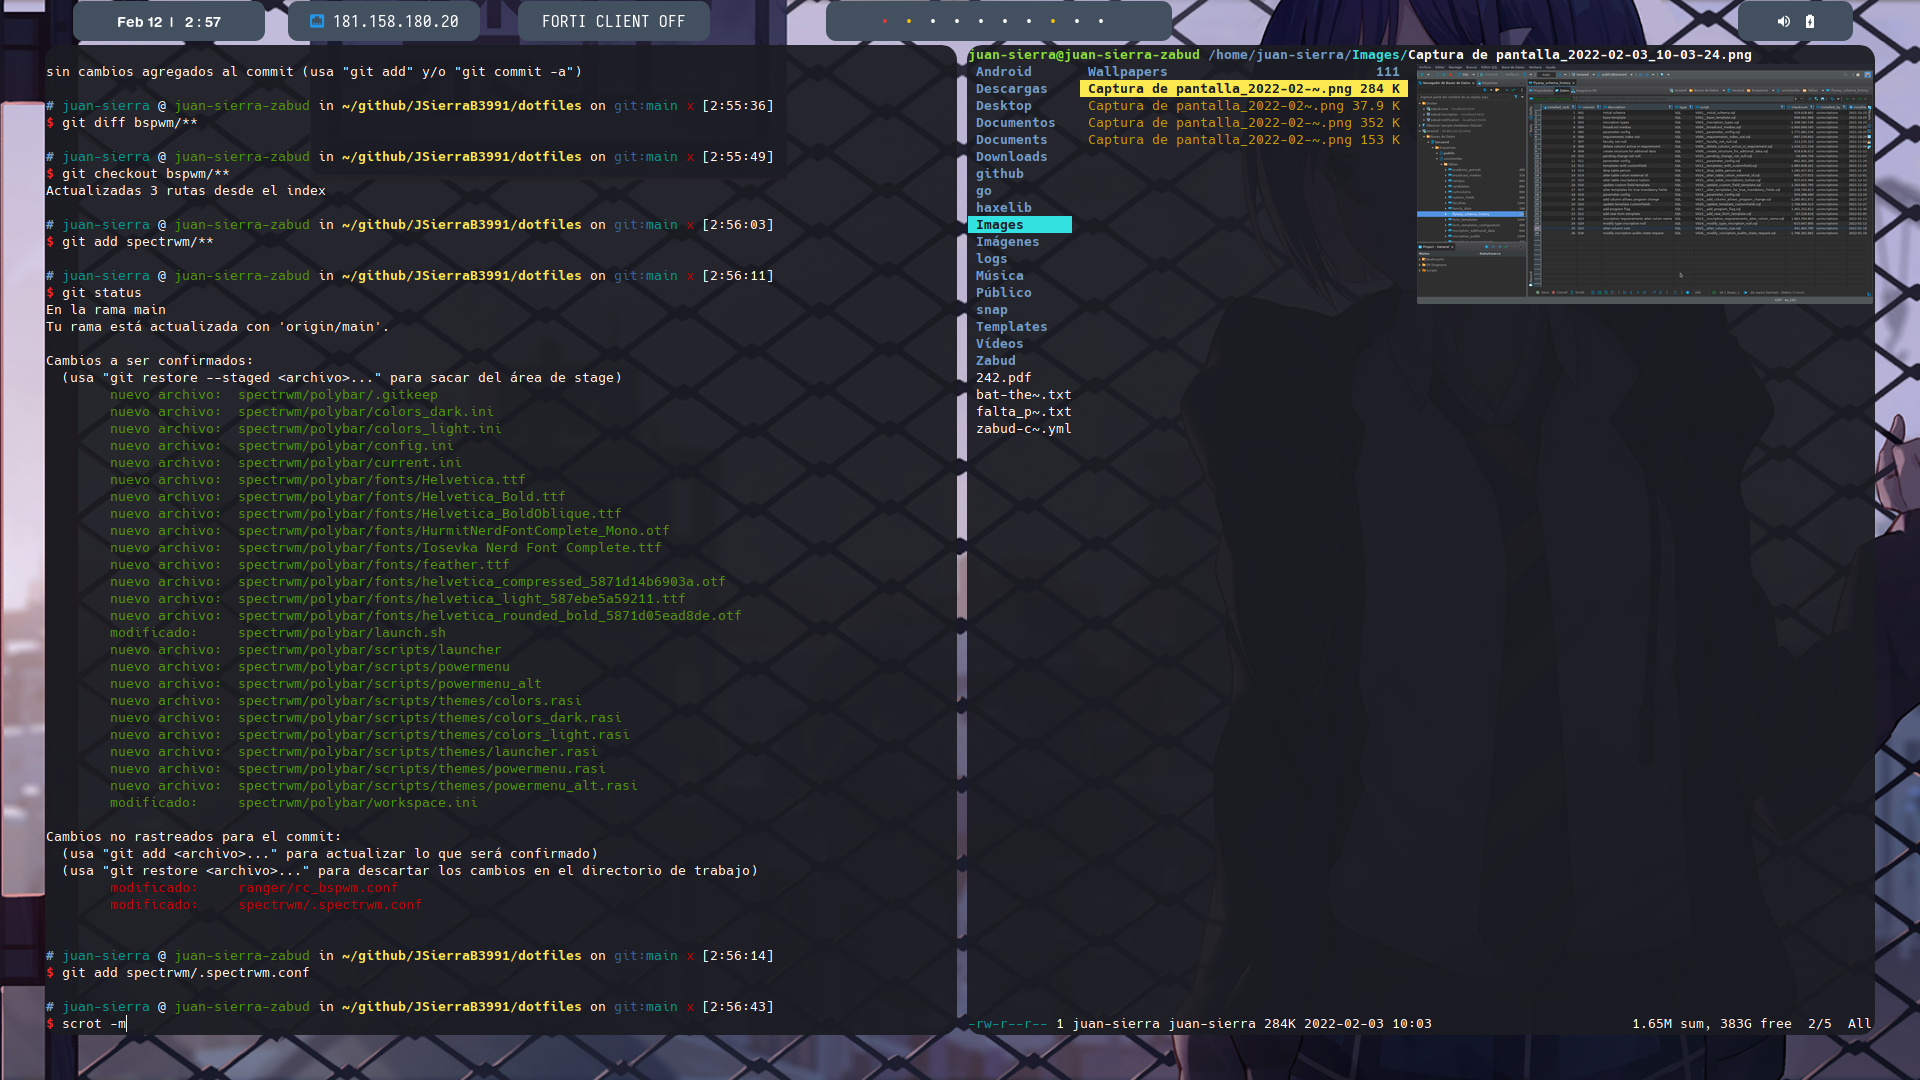 Feb 12 | 2:57
181.158.180.20
FORTI CLIENT OFF
sin cambios agregados al commit (usa "git add" y/o "git commit -a")
# juan-sierra @ juan-sierra-zabud in ~/github/JSierraB3991/dotfiles on git:main x [2:55:36]
$ git diff bspwm/**
# juan-sierra @ juan-sierra-zabud in ~/github/JSierraB3991/dotfiles on git:main x [2:55:49]
$ git checkout bspwm/**
Actualizadas 3 rutas desde el index
# juan-sierra @ juan-sierra-zabud in ~/github/JSierraB3991/dotfiles on git:main x [2:56:03]
$ git add spectrwm/**
# juan-sierra @ juan-sierra-zabud in ~/github/JSierraB3991/dotfiles on git:main x [2:56:11]
$ git status
En la rama main
Tu rama está actualizada con 'origin/main'.
Cambios a ser confirmados:
(usa "git restore --staged <archivo>..." para sacar del área de stage)
nuevo archivo: spectrwm/polybar/.gitkeep
nuevo archivo: spectrwm/polybar/colors_dark.ini
nuevo archivo: spectrwm/polybar/colors_light.ini
nuevo archivo: spectrwm/polybar/config.ini
nuevo archivo: spectrwm/polybar/current.ini
nuevo archivo: spectrwm/polybar/fonts/Helvetica.ttf
nuevo archivo: spectrwm/polybar/fonts/Helvetica_Bold.ttf
nuevo archivo: spectrwm/polybar/fonts/Helvetica_BoldOblique.ttf
nuevo archivo: spectrwm/polybar/fonts/HurmitNerdFontComplete_Mono.otf
nuevo archivo: spectrwm/polybar/fonts/Iosevka Nerd Font Complete.ttf
nuevo archivo: spectrwm/polybar/fonts/feather.ttf
nuevo archivo: spectrwm/polybar/fonts/helvetica_compressed_5871d14b6903a.otf
nuevo archivo: spectrwm/polybar/fonts/helvetica_light_587ebe5a59211.ttf
nuevo archivo: spectrwm/polybar/fonts/helvetica_rounded_bold_5871d05ead8de.otf
modificado: spectrwm/polybar/launch.sh
nuevo archivo: spectrwm/polybar/scripts/launcher
nuevo archivo: spectrwm/polybar/scripts/powermenu
nuevo archivo: spectrwm/polybar/scripts/powermenu_alt
nuevo archivo: spectrwm/polybar/scripts/themes/colors.rasi
nuevo archivo: spectrwm/polybar/scripts/themes/colors_dark.rasi
nuevo archivo: spectrwm/polybar/scripts/themes/colors_light.rasi
nuevo archivo: spectrwm/polybar/scripts/themes/launcher.rasi
nuevo archivo: spectrwm/polybar/scripts/themes/powermenu.rasi
nuevo archivo: spectrwm/polybar/scripts/themes/powermenu_alt.rasi
modificado: spectrwm/polybar/workspace.ini
Cambios no rastreados para el commit:
(usa "git add <archivo>..." para actualizar lo que será confirmado)
(usa "git restore <archivo>..." para descartar los cambios en el directorio de trabajo)
modificado: ranger/rc_bspwm.conf
modificado: spectrwm/.spectrwm.conf
# juan-sierra @ juan-sierra-zabud in ~/github/JSierraB3991/dotfiles on git:main x [2:56:14]
$ git add spectrwm/.spectrwm.conf
# juan-sierra @ juan-sierra-zabud in ~/github/JSierraB3991/dotfiles on git:main x [2:56:43]
$ scrot -m
juan-sierra@juan-sierra-zabud /home/juan-sierra/Images/Captura de pantalla_2022-02-03_10-03-24.png
Android
Descargas
Desktop
Documentos
Documents
Downloads
github
go
haxelib
Images
Imágenes
logs
Música
Público
snap
Templates
Vídeos
Zabud
242.pdf
bat-the~.txt
falta_p~.txt
zabud-c~.yml
Wallpapers 111
Captura de pantalla_2022-02-~.png 284 K
Captura de pantalla_2022-02~.png 37.9 K
Captura de pantalla_2022-02-~.png 352 K
Captura de pantalla_2022-02-~.png 153 K
-rw-r--r-- 1 juan-sierra juan-sierra 284K 2022-02-03 10:03
1.65M sum, 383G free 2/5 All